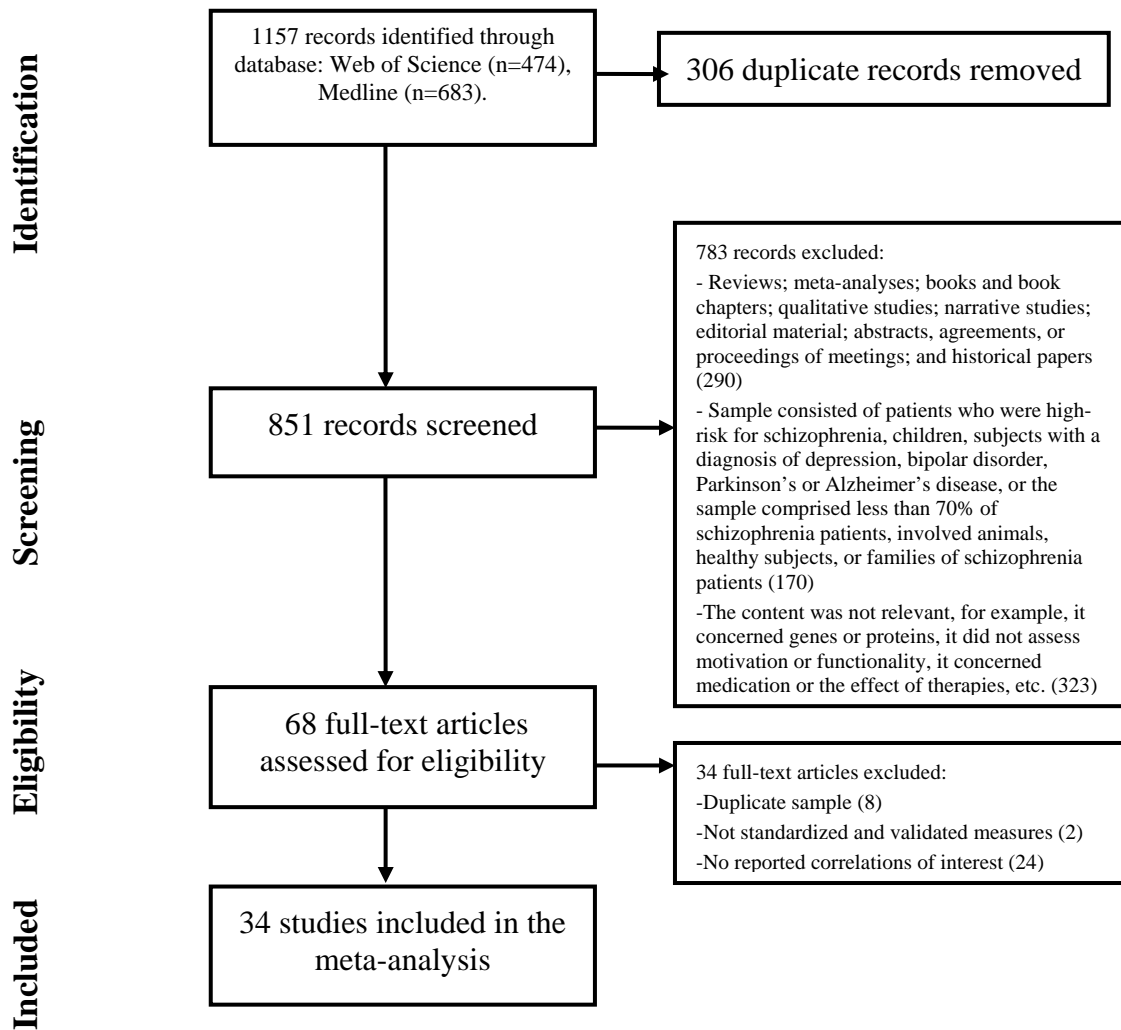 Identification
1157 records identified through
database: Web of Science (n=474),
Medline (n=683).
306 duplicate records removed
Screening
851 records screened
783 records excluded:
- Reviews; meta-analyses; books and book
chapters; qualitative studies; narrative studies;
editorial material; abstracts, agreements, or
proceedings of meetings; and historical papers
(290)
- Sample consisted of patients who were high-
risk for schizophrenia, children, subjects with a
diagnosis of depression, bipolar disorder,
Parkinson’s or Alzheimer’s disease, or the
sample comprised less than 70% of
schizophrenia patients, involved animals,
healthy subjects, or families of schizophrenia
patients (170)
-The content was not relevant, for example, it
concerned genes or proteins, it did not assess
motivation or functionality, it concerned
medication or the effect of therapies, etc. (323)
Eligibility
68 full-text articles
assessed for eligibility
34 full-text articles excluded:
-Duplicate sample (8)
-Not standardized and validated measures (2)
-No reported correlations of interest (24)
Included
34 studies included in the
meta-analysis